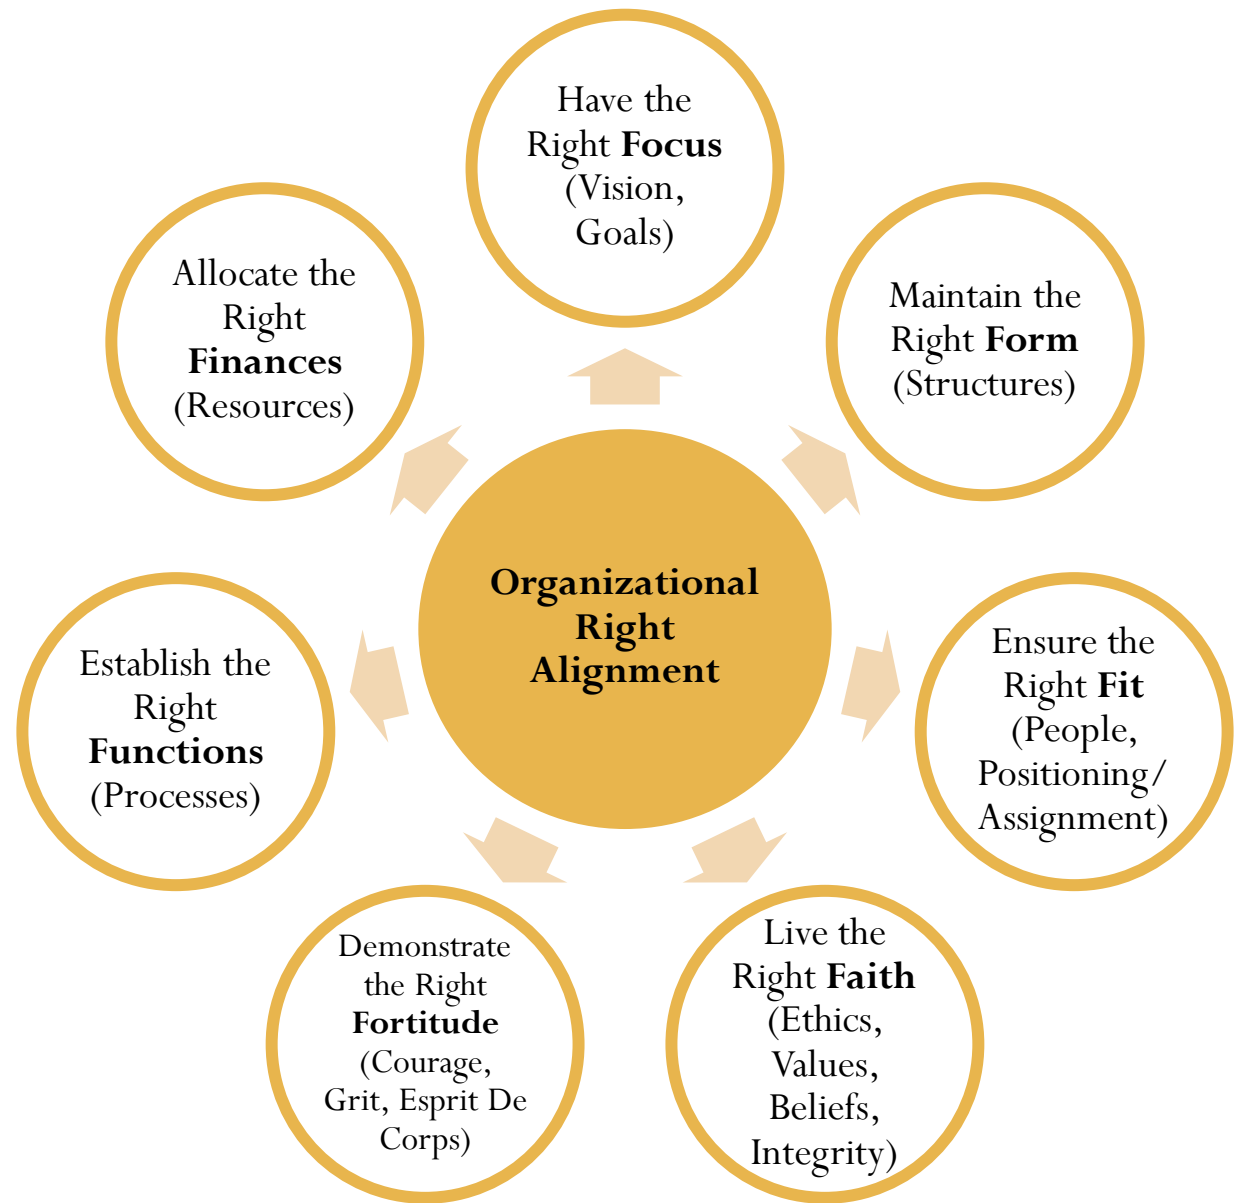 Have the
Right Focus
(Vision,
Goals)
Maintain the
Right Form
(Structures)
Ensure the
Right Fit
(People,
Positioning/
Assignment)
Live the
Right Faith
(Ethics,
Values,
Beliefs,
Integrity)
Demonstrate
the Right
Fortitude
(Courage,
Grit, Esprit De
Corps)
Establish the
Right
Functions
(Processes)
Allocate the
Right
Finances
(Resources)
Organizational
Right
Alignment